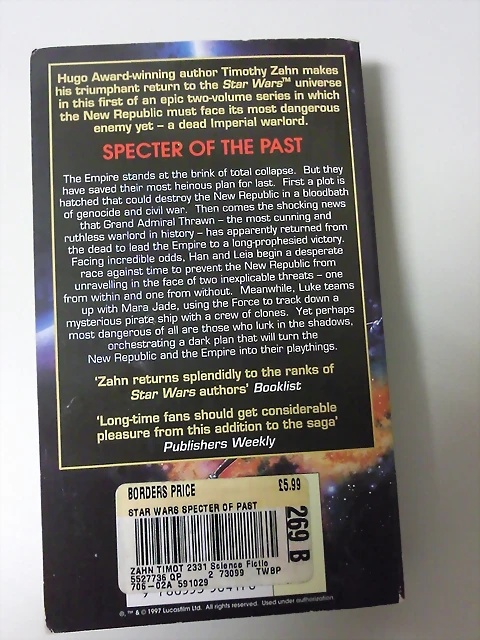 Hugo Award-winning author Timothy Zahn makes
his triumphant return to the Star Wars™ universe
in this first of an epic two-volume series in which
the New Republic must face its most dangerous
enemy yet – a dead Imperial warlord.
SPECTER OF THE PAST
The Empire stands at the brink of total collapse. But they
have saved their most heinous plan for last. First a plot is
hatched that could destroy the New Republic in a bloodbath
of genocide and civil war. Then comes the shocking news
that Grand Admiral Thrawn – the most cunning and
ruthless warlord in history – has apparently returned from
the dead to lead the Empire to a long-prophesied victory.
Facing incredible odds, Han and Leia begin a desperate
race against time to prevent the New Republic from
unravelling in the face of two inexplicable threats – one
from within and one from without. Meanwhile, Luke teams
up with Mara Jade, using the Force to track down a
mysterious pirate ship with a crew of clones. Yet perhaps
most dangerous of all are those who lurk in the shadows,
orchestrating a dark plan that will turn the
New Republic and the Empire into their playthings.
'Zahn returns splendidly to the ranks of
Star Wars authors' Booklist
'Long-time fans should get considerable
pleasure from this addition to the saga'
Publishers Weekly
BORDERS PRICE £5.99
STAR WARS SPECTER OF PAST
269 B
ZAHN TIMOT 2331 Science Fictio
5527736 QP 2 73099 TWBP
706-02A 591029
®, ™ & © 1997 Lucasfilm Ltd. All rights reserved. Used under authorization.